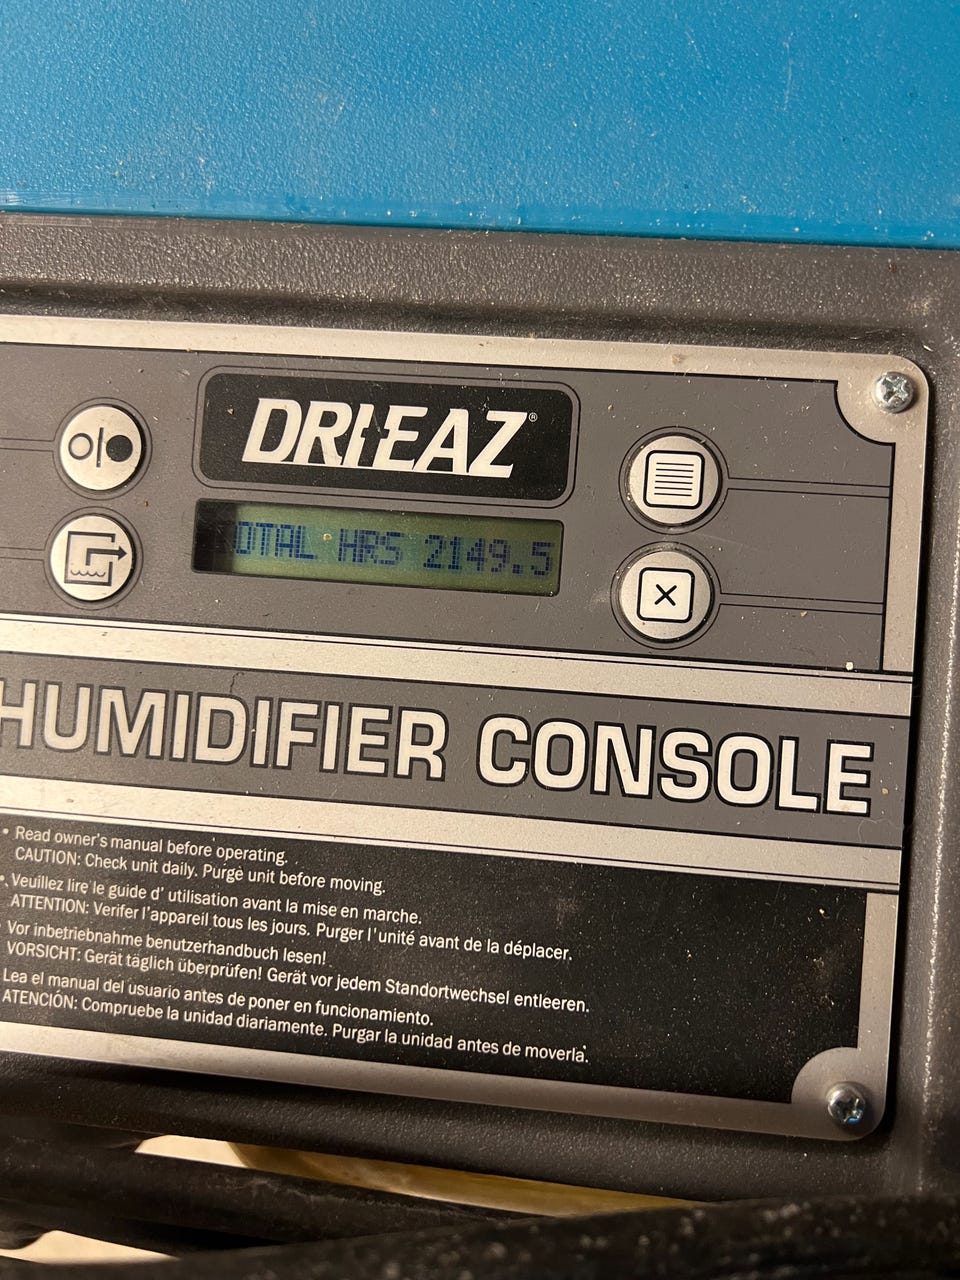 DRI-EAZ®
OTAL HRS 2149.5
HUMIDIFIER CONSOLE
• Read owner's manual before operating.
CAUTION: Check unit daily. Purge unit before moving.
• Veuillez lire le guide d' utilisation avant la mise en marche.
ATTENTION: Verifer l'appareil tous les jours. Purger l'unité avant de la déplacer.
Vor inbetriebnahme benutzerhandbuch lesen!
VORSICHT: Gerät täglich überprüfen! Gerät vor jedem Standortwechsel entleeren.
Lea el manual del usuario antes de poner en funcionamiento.
ATENCIÓN: Compruebe la unidad diariamente. Purgar la unidad antes de moverla.